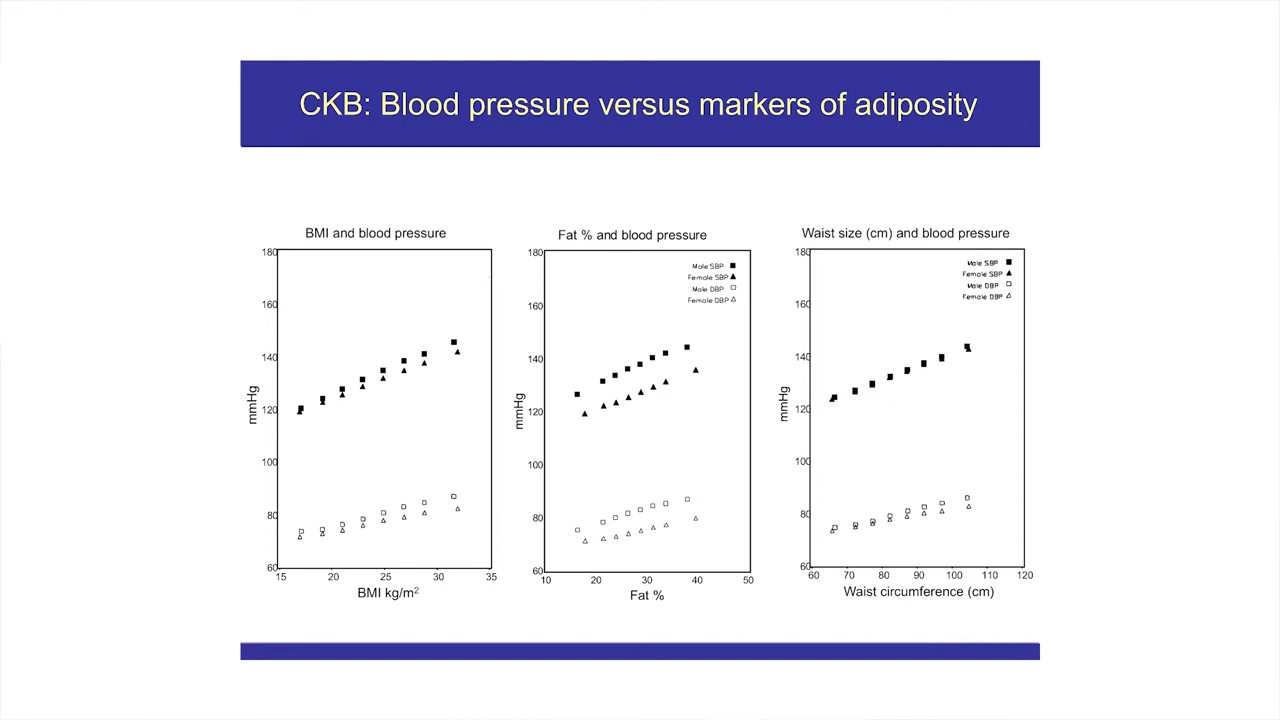 CKB: Blood pressure versus markers of adiposity
BMI and blood pressure
180
160
140
120
100
80
60
mmHg
15 20 25 30 35
BMI kg/m²
Fat % and blood pressure
Male SBP
Female SBP
Male DBP
Female DBP
180
160
140
120
100
80
60
mmHg
10 20 30 40 50
Fat %
Waist size (cm) and blood pressure
Male SBP
Female SBP
Male DBP
Female DBP
180
160
140
120
100
80
60
mmHg
60 70 80 90 100 110 120
Waist circumference (cm)